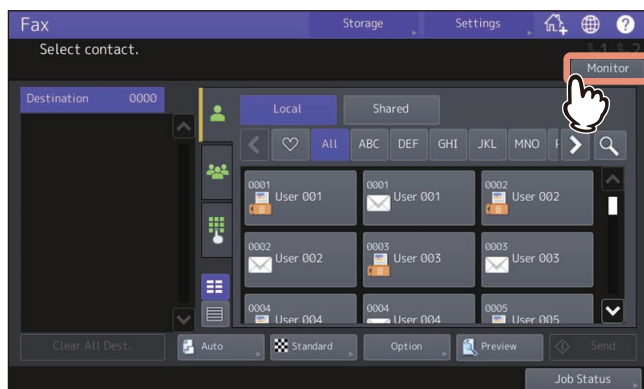 Fax
Storage
Settings
?
Select contact.
Monitor
Destination 0000
Local
Shared
All
ABC
DEF
GHI
JKL
MNO
0001
User 001
0001
User 001
0002
User 002
0002
User 002
0003
User 003
0003
User 003
0004
User 004
0004
User 004
0005
User 005
Clear All Dest.
Auto
Standard
Option
Preview
Send
Job Status